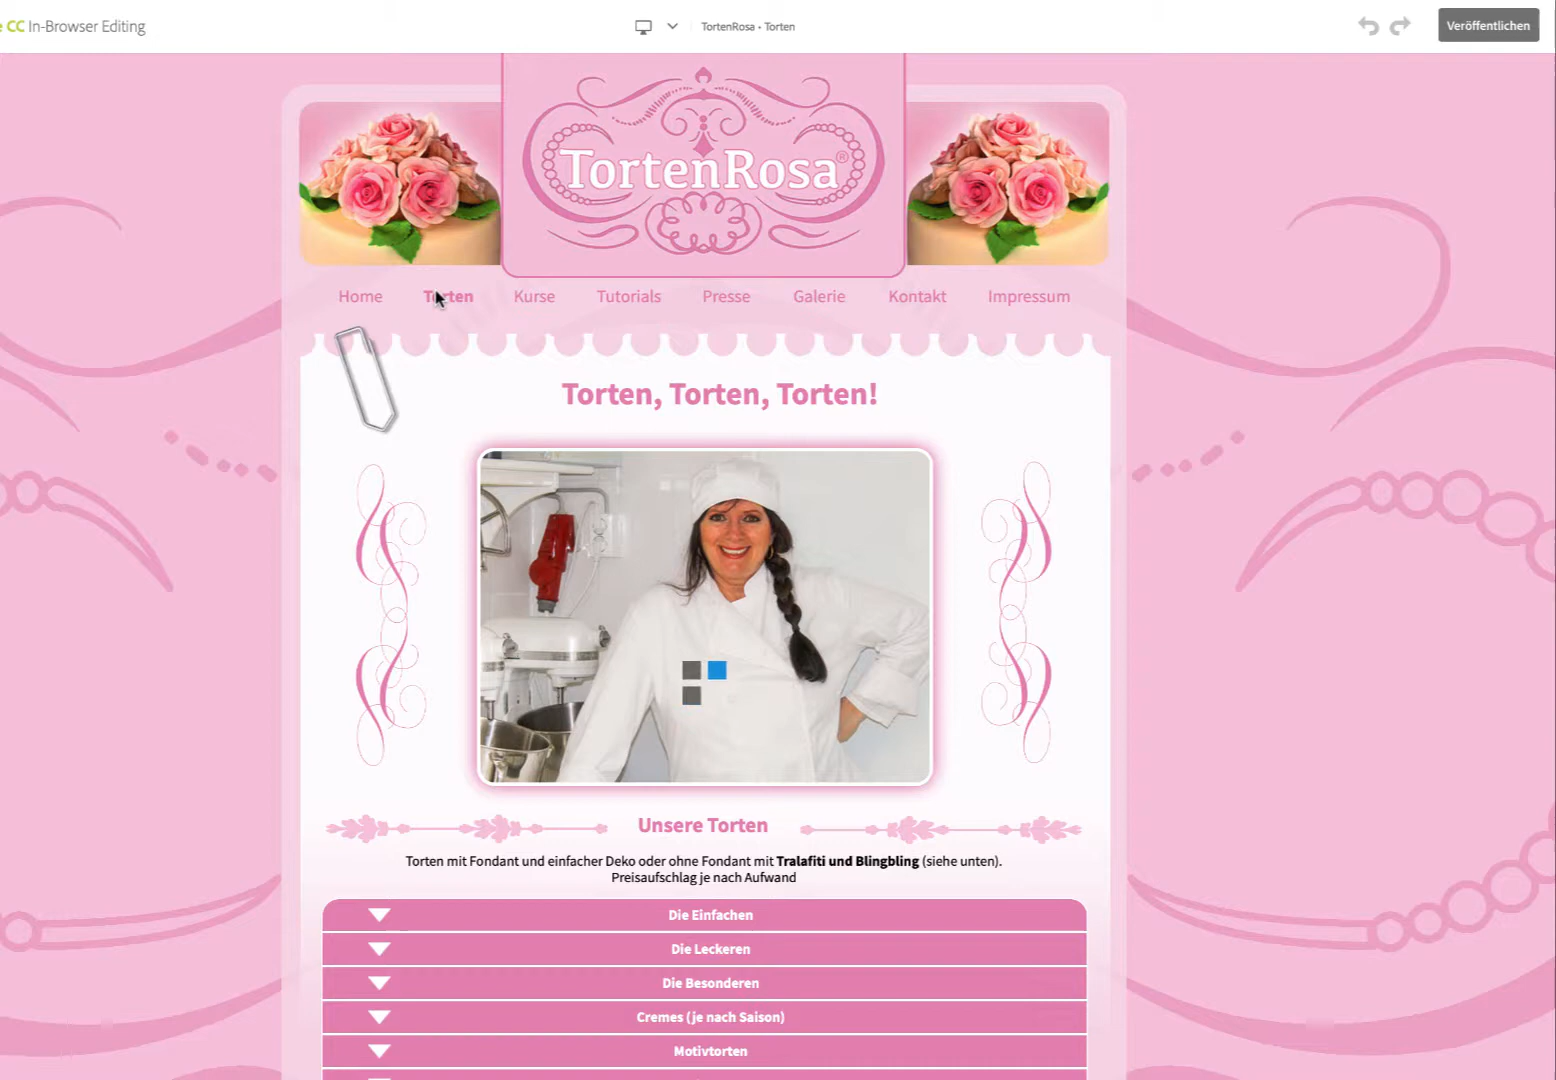 e CC In-Browser Editing
TortenRosa • Torten
Veröffentlichen
TortenRosa®
Home Torten Kurse Tutorials Presse Galerie Kontakt Impressum
Torten, Torten, Torten!
Unsere Torten
Torten mit Fondant und einfacher Deko oder ohne Fondant mit Tralafiti und Blingbling (siehe unten).
Preisaufschlag je nach Aufwand
Die Einfachen
Die Leckeren
Die Besonderen
Cremes (je nach Saison)
Motivtorten